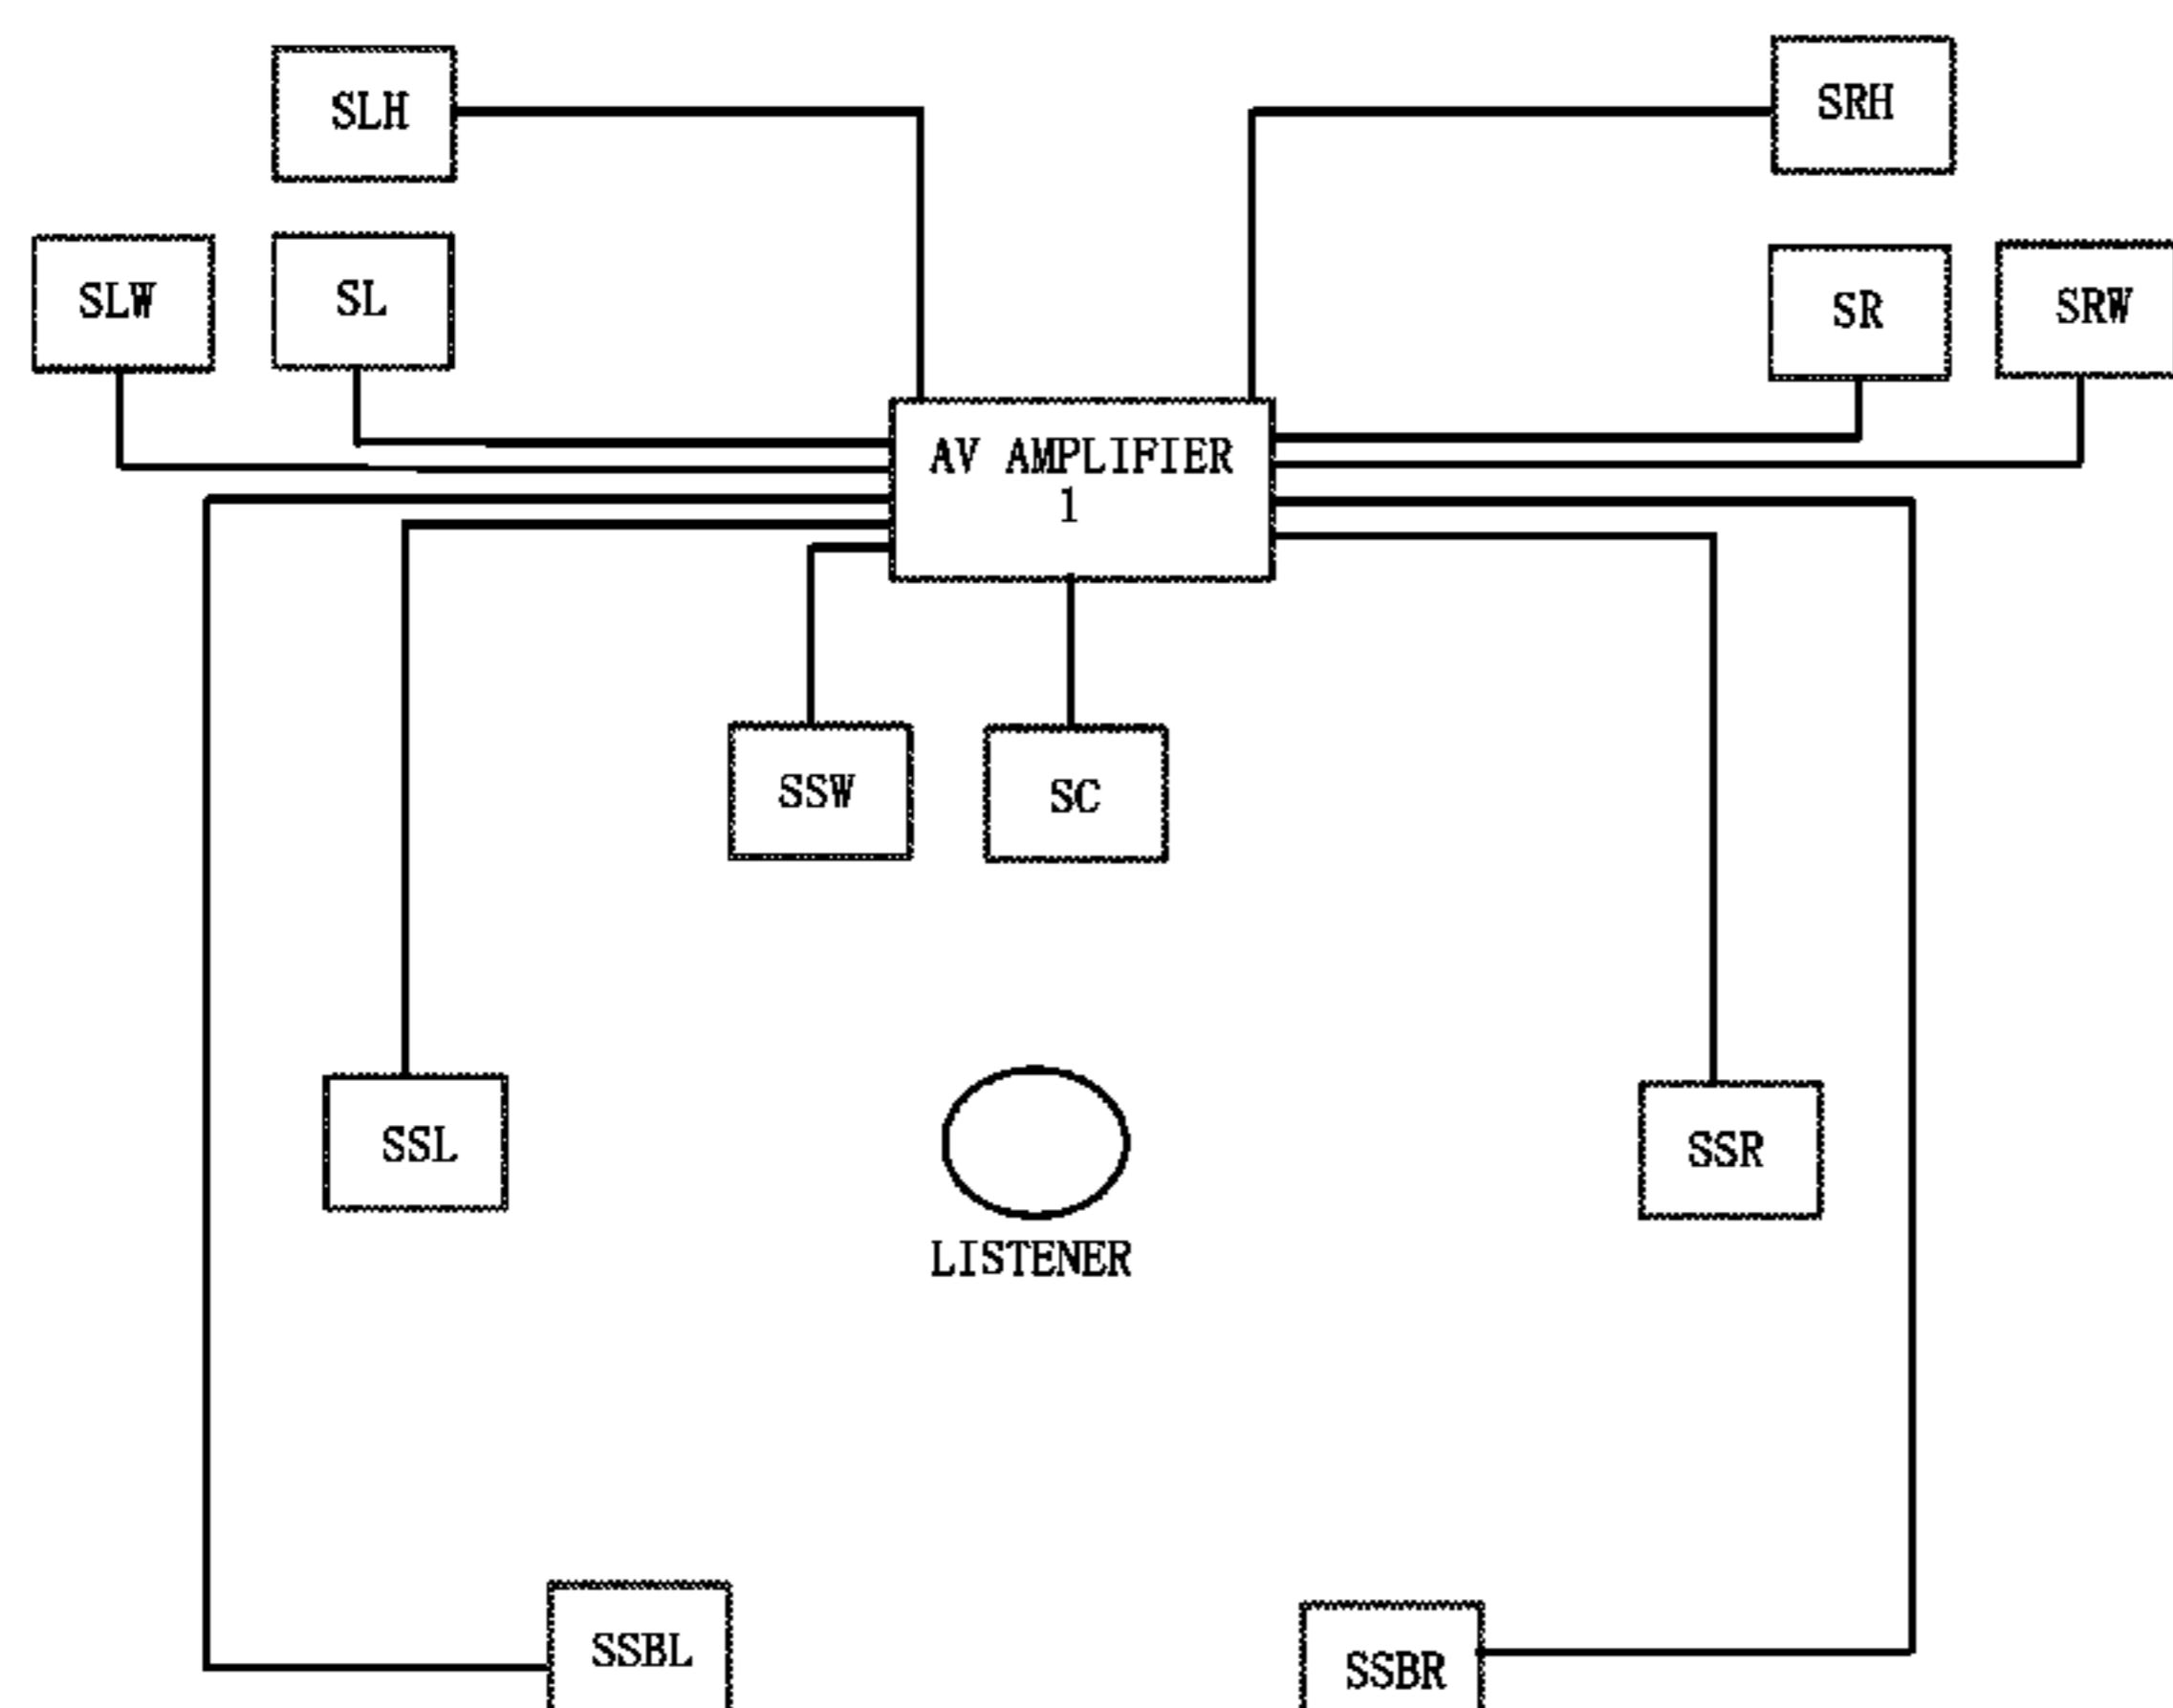 SLH
SRH
SLW
SL
SR
SRW
AV AMPLIFIER
1
SSW
SC
SSL
SSR
LISTENER
SSBL
SSBR